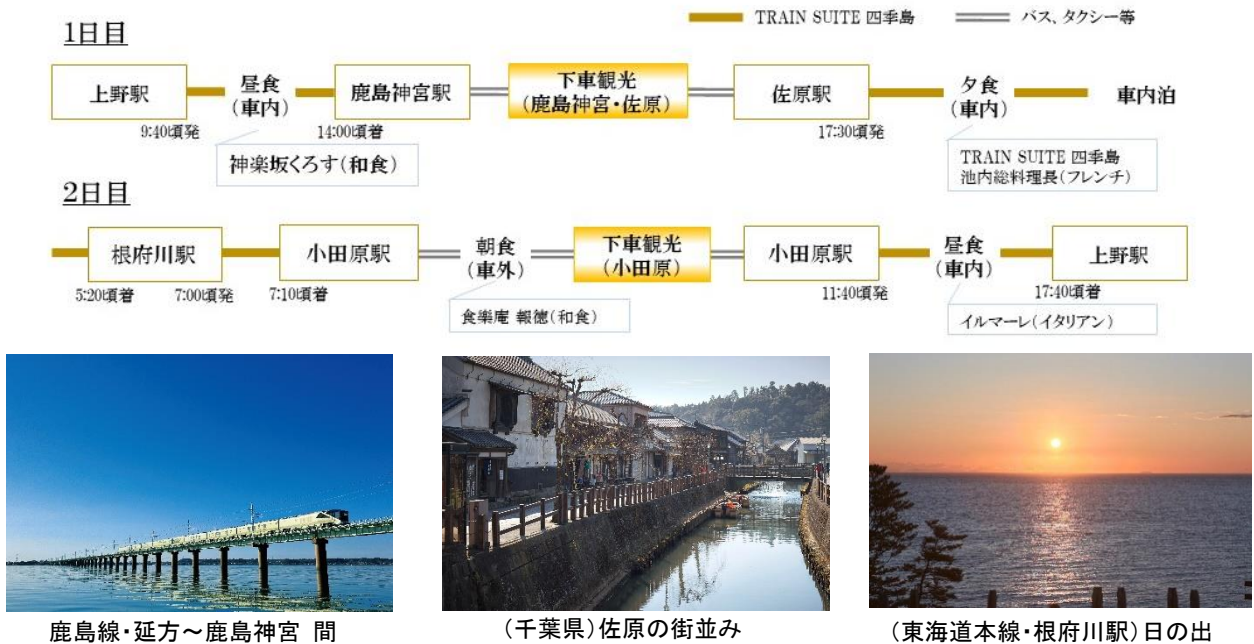 TRAIN SUITE 四季島
バス、タクシー等
1日目
上野駅
9:40頃発
昼食
(車内)
神楽坂くろす(和食)
鹿島神宮駅
14:00頃着
下車観光
(鹿島神宮・佐原)
佐原駅
17:30頃発
夕食
(車内)
TRAIN SUITE 四季島
池内総料理長(フレンチ)
車内泊
2日目
根府川駅
5:20頃着
7:00頃発
小田原駅
7:10頃着
朝食
(車外)
食樂庵 報徳(和食)
下車観光
(小田原)
小田原駅
11:40頃発
昼食
(車内)
イルマーレ(イタリアン)
上野駅
17:40頃着
鹿島線・延方～鹿島神宮 間
(千葉県)佐原の街並み
(東海道本線・根府川駅)日の出